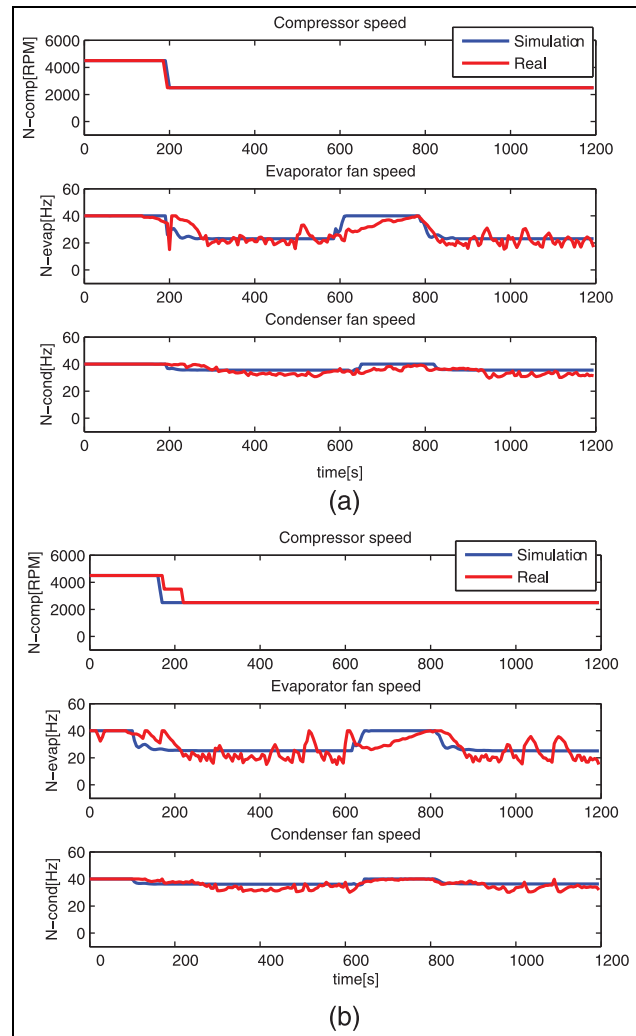 Compressor speed
6000
4000
2000
0
N-comp[RPM]
Simulation
Real
0 200 400 600 800 1000 1200
Evaporator fan speed
60
40
20
0
N-evap[Hz]
0 200 400 600 800 1000 1200
Condenser fan speed
60
40
20
0
N-cond[Hz]
0 200 400 600 800 1000 1200
time[s]
(a)
Compressor speed
6000
4000
2000
0
N-comp[RPM]
Simulation
Real
0 200 400 600 800 1000 1200
Evaporator fan speed
60
40
20
0
N-evap[Hz]
0 200 400 600 800 1000 1200
Condenser fan speed
60
40
20
0
N-cond[Hz]
0 200 400 600 800 1000 1200
time[s]
(b)